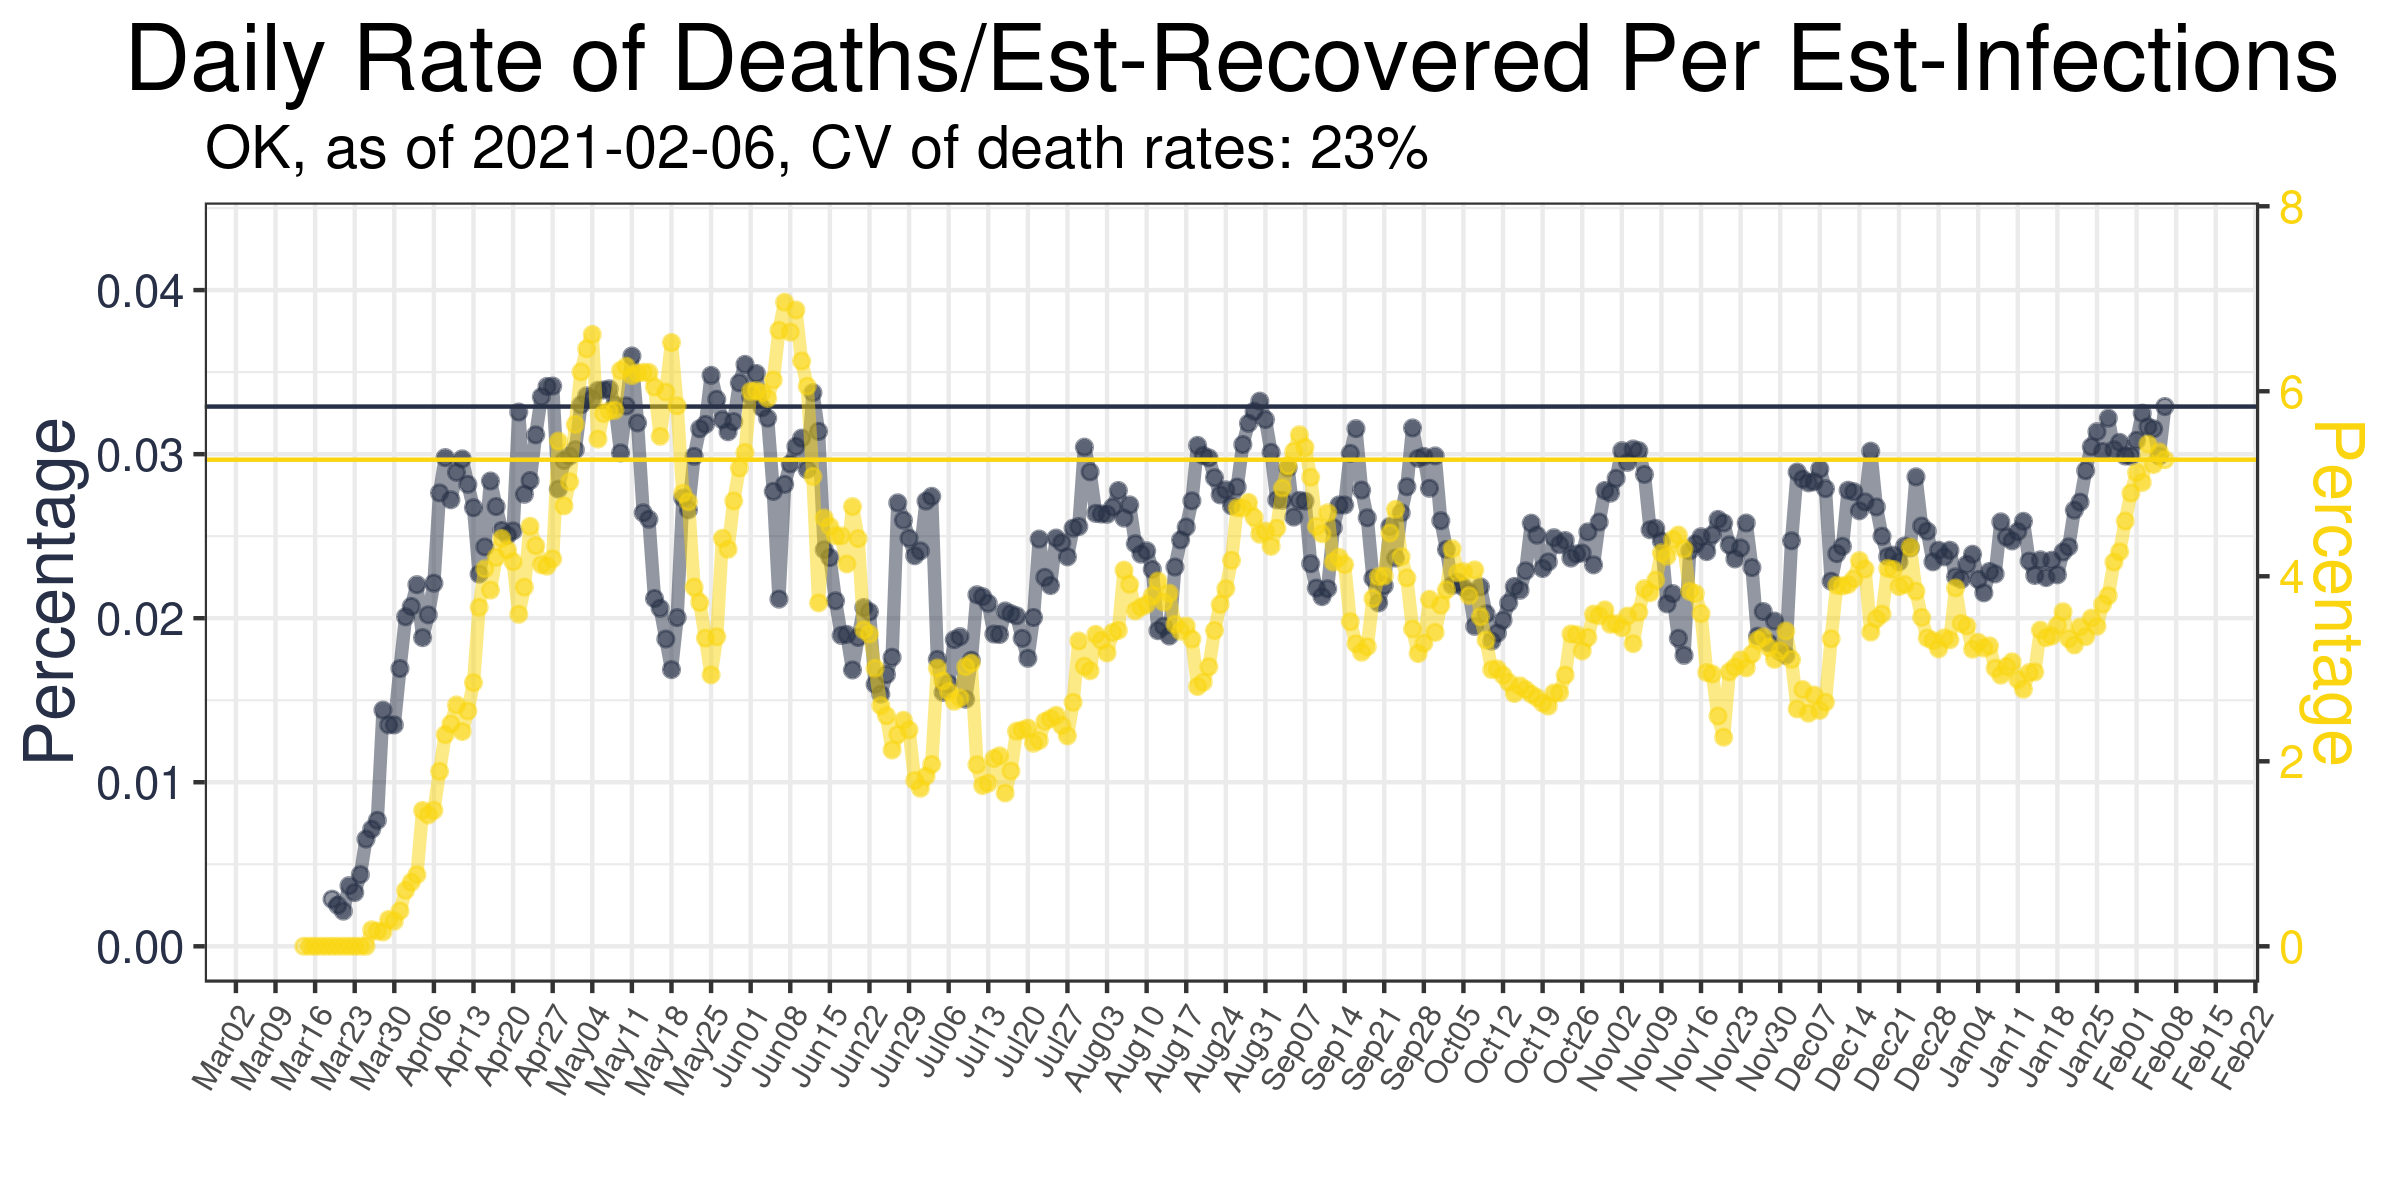 Daily Rate of Deaths/Est-Recovered Per Est-Infections
OK, as of 2021-02-06, CV of death rates: 23%
Percentage
0.04
0.03
0.02
0.01
0.00
8
6
4
2
0
Percentage
Mar02
Mar09
Mar16
Mar23
Mar30
Apr06
Apr13
Apr20
Apr27
May04
May11
May18
May25
Jun01
Jun08
Jun15
Jun22
Jun29
Jul06
Jul13
Jul20
Jul27
Aug03
Aug10
Aug17
Aug24
Aug31
Sep07
Sep14
Sep21
Sep28
Oct05
Oct12
Oct19
Oct26
Nov02
Nov09
Nov16
Nov23
Nov30
Dec07
Dec14
Dec21
Dec28
Jan04
Jan11
Jan18
Jan25
Feb01
Feb08
Feb15
Feb22